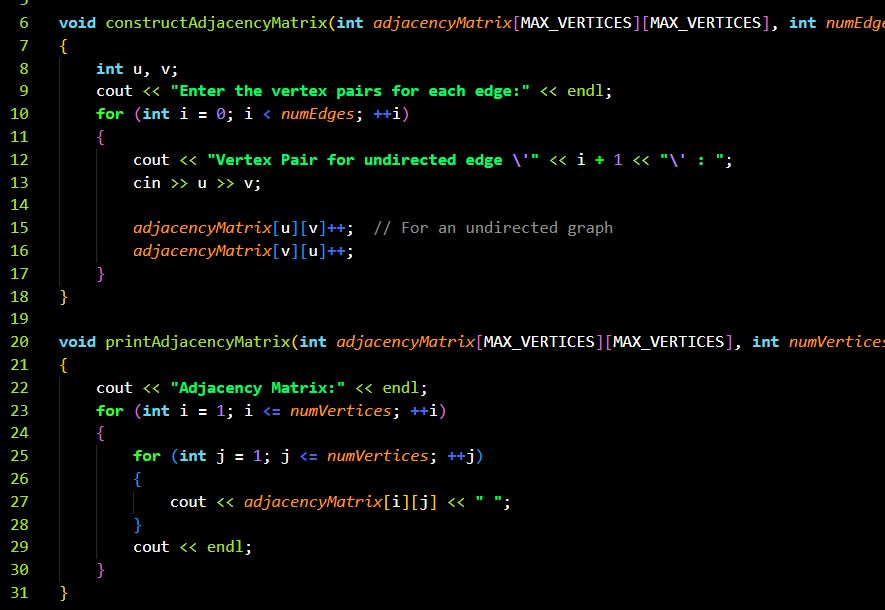 6 void constructAdjacencyMatrix(int adjacencyMatrix[MAX_VERTICES][MAX_VERTICES], int numEdge
7 {
8 int u, v;
9 cout << "Enter the vertex pairs for each edge:" << endl;
10 for (int i = 0; i < numEdges; ++i)
11 {
12 cout << "Vertex Pair for undirected edge \'" << i + 1 << "\' : ";
13 cin >> u >> v;
14
15 adjacencyMatrix[u][v]++; // For an undirected graph
16 adjacencyMatrix[v][u]++;
17 }
18 }
19
20 void printAdjacencyMatrix(int adjacencyMatrix[MAX_VERTICES][MAX_VERTICES], int numVertices
21 {
22 cout << "Adjacency Matrix:" << endl;
23 for (int i = 1; i <= numVertices; ++i)
24 {
25 for (int j = 1; j <= numVertices; ++j)
26 {
27 cout << adjacencyMatrix[i][j] << " ";
28 }
29 cout << endl;
30 }
31 }